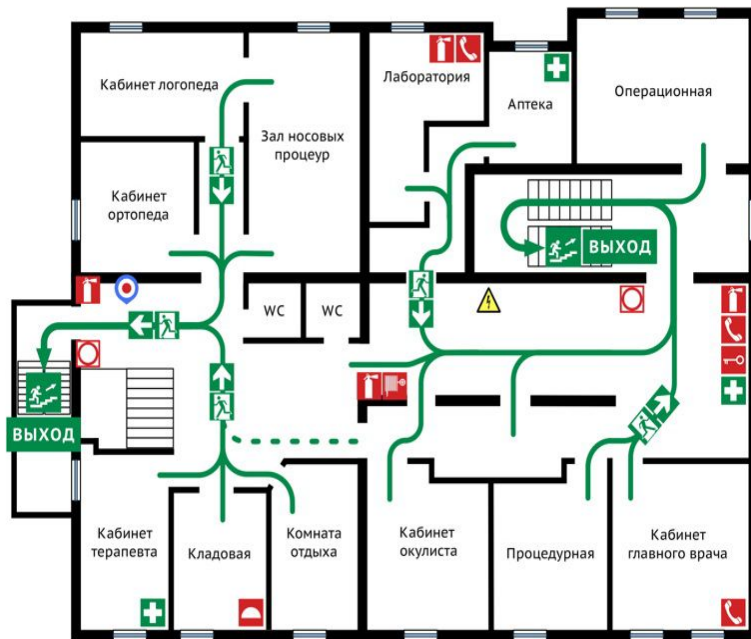 Кабинет логопеда
Зал носовых
процеур
Лаборатория
Аптека
Операционная
Кабинет
ортопеда
ВЫХОД
WC
WC
ВЫХОД
Кабинет
терапевта
Кладовая
Комната
отдыха
Кабинет
окулиста
Процедурная
Кабинет
главного врача